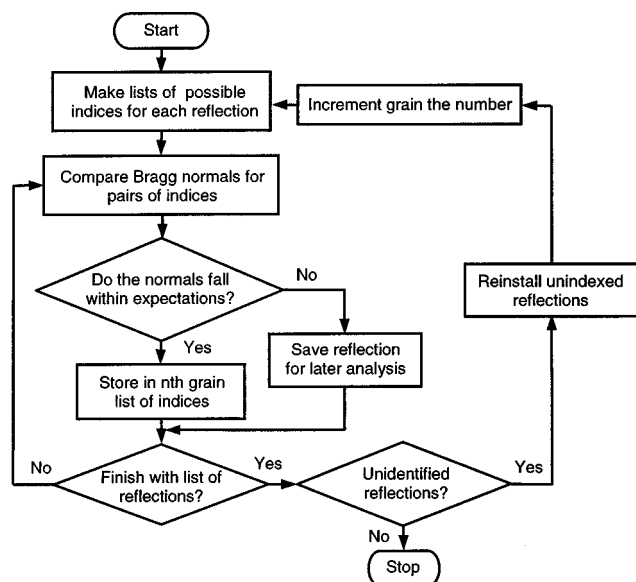 Start
Make lists of possible
indices for each reflection
Increment grain the number
Compare Bragg normals for
pairs of indices
Do the normals fall
within expectations?
No
Reinstall unindexed
reflections
Yes
Save reflection
for later analysis
Store in nth grain
list of indices
No
Finish with list of
reflections?
Yes
Unidentified
reflections?
Yes
No
Stop